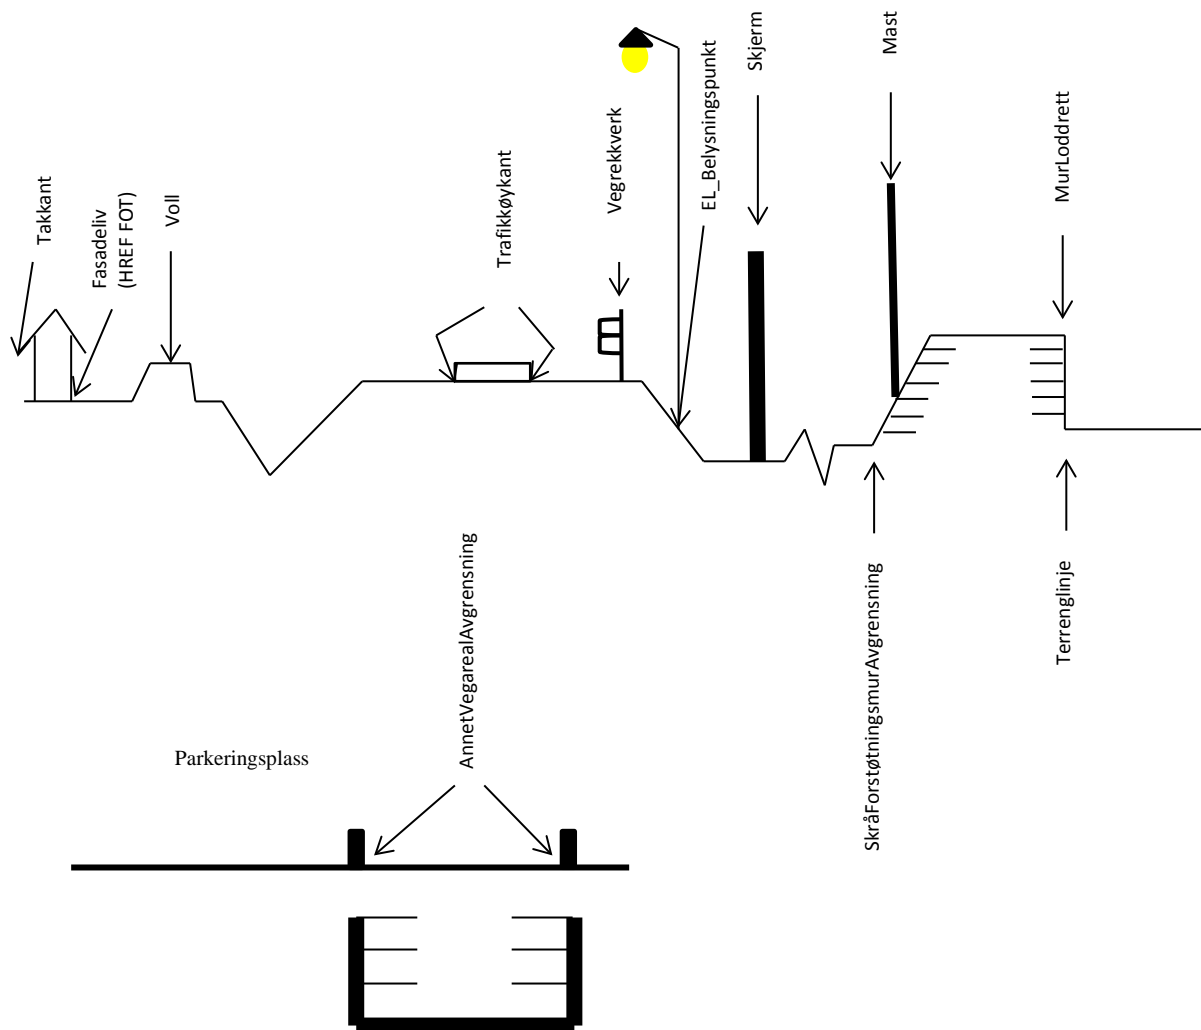 Takkant
Fasadeliv
(HREF FOT)
Voll
Trafikkøykant
Vegrekkverk
EL_Belysningspunkt
Skjerm
Mast
MurLoddrett
SkråForstøtningsmurAvgrensning
Terrenglinje
AnnetVegarealAvgrensning
Parkeringsplass